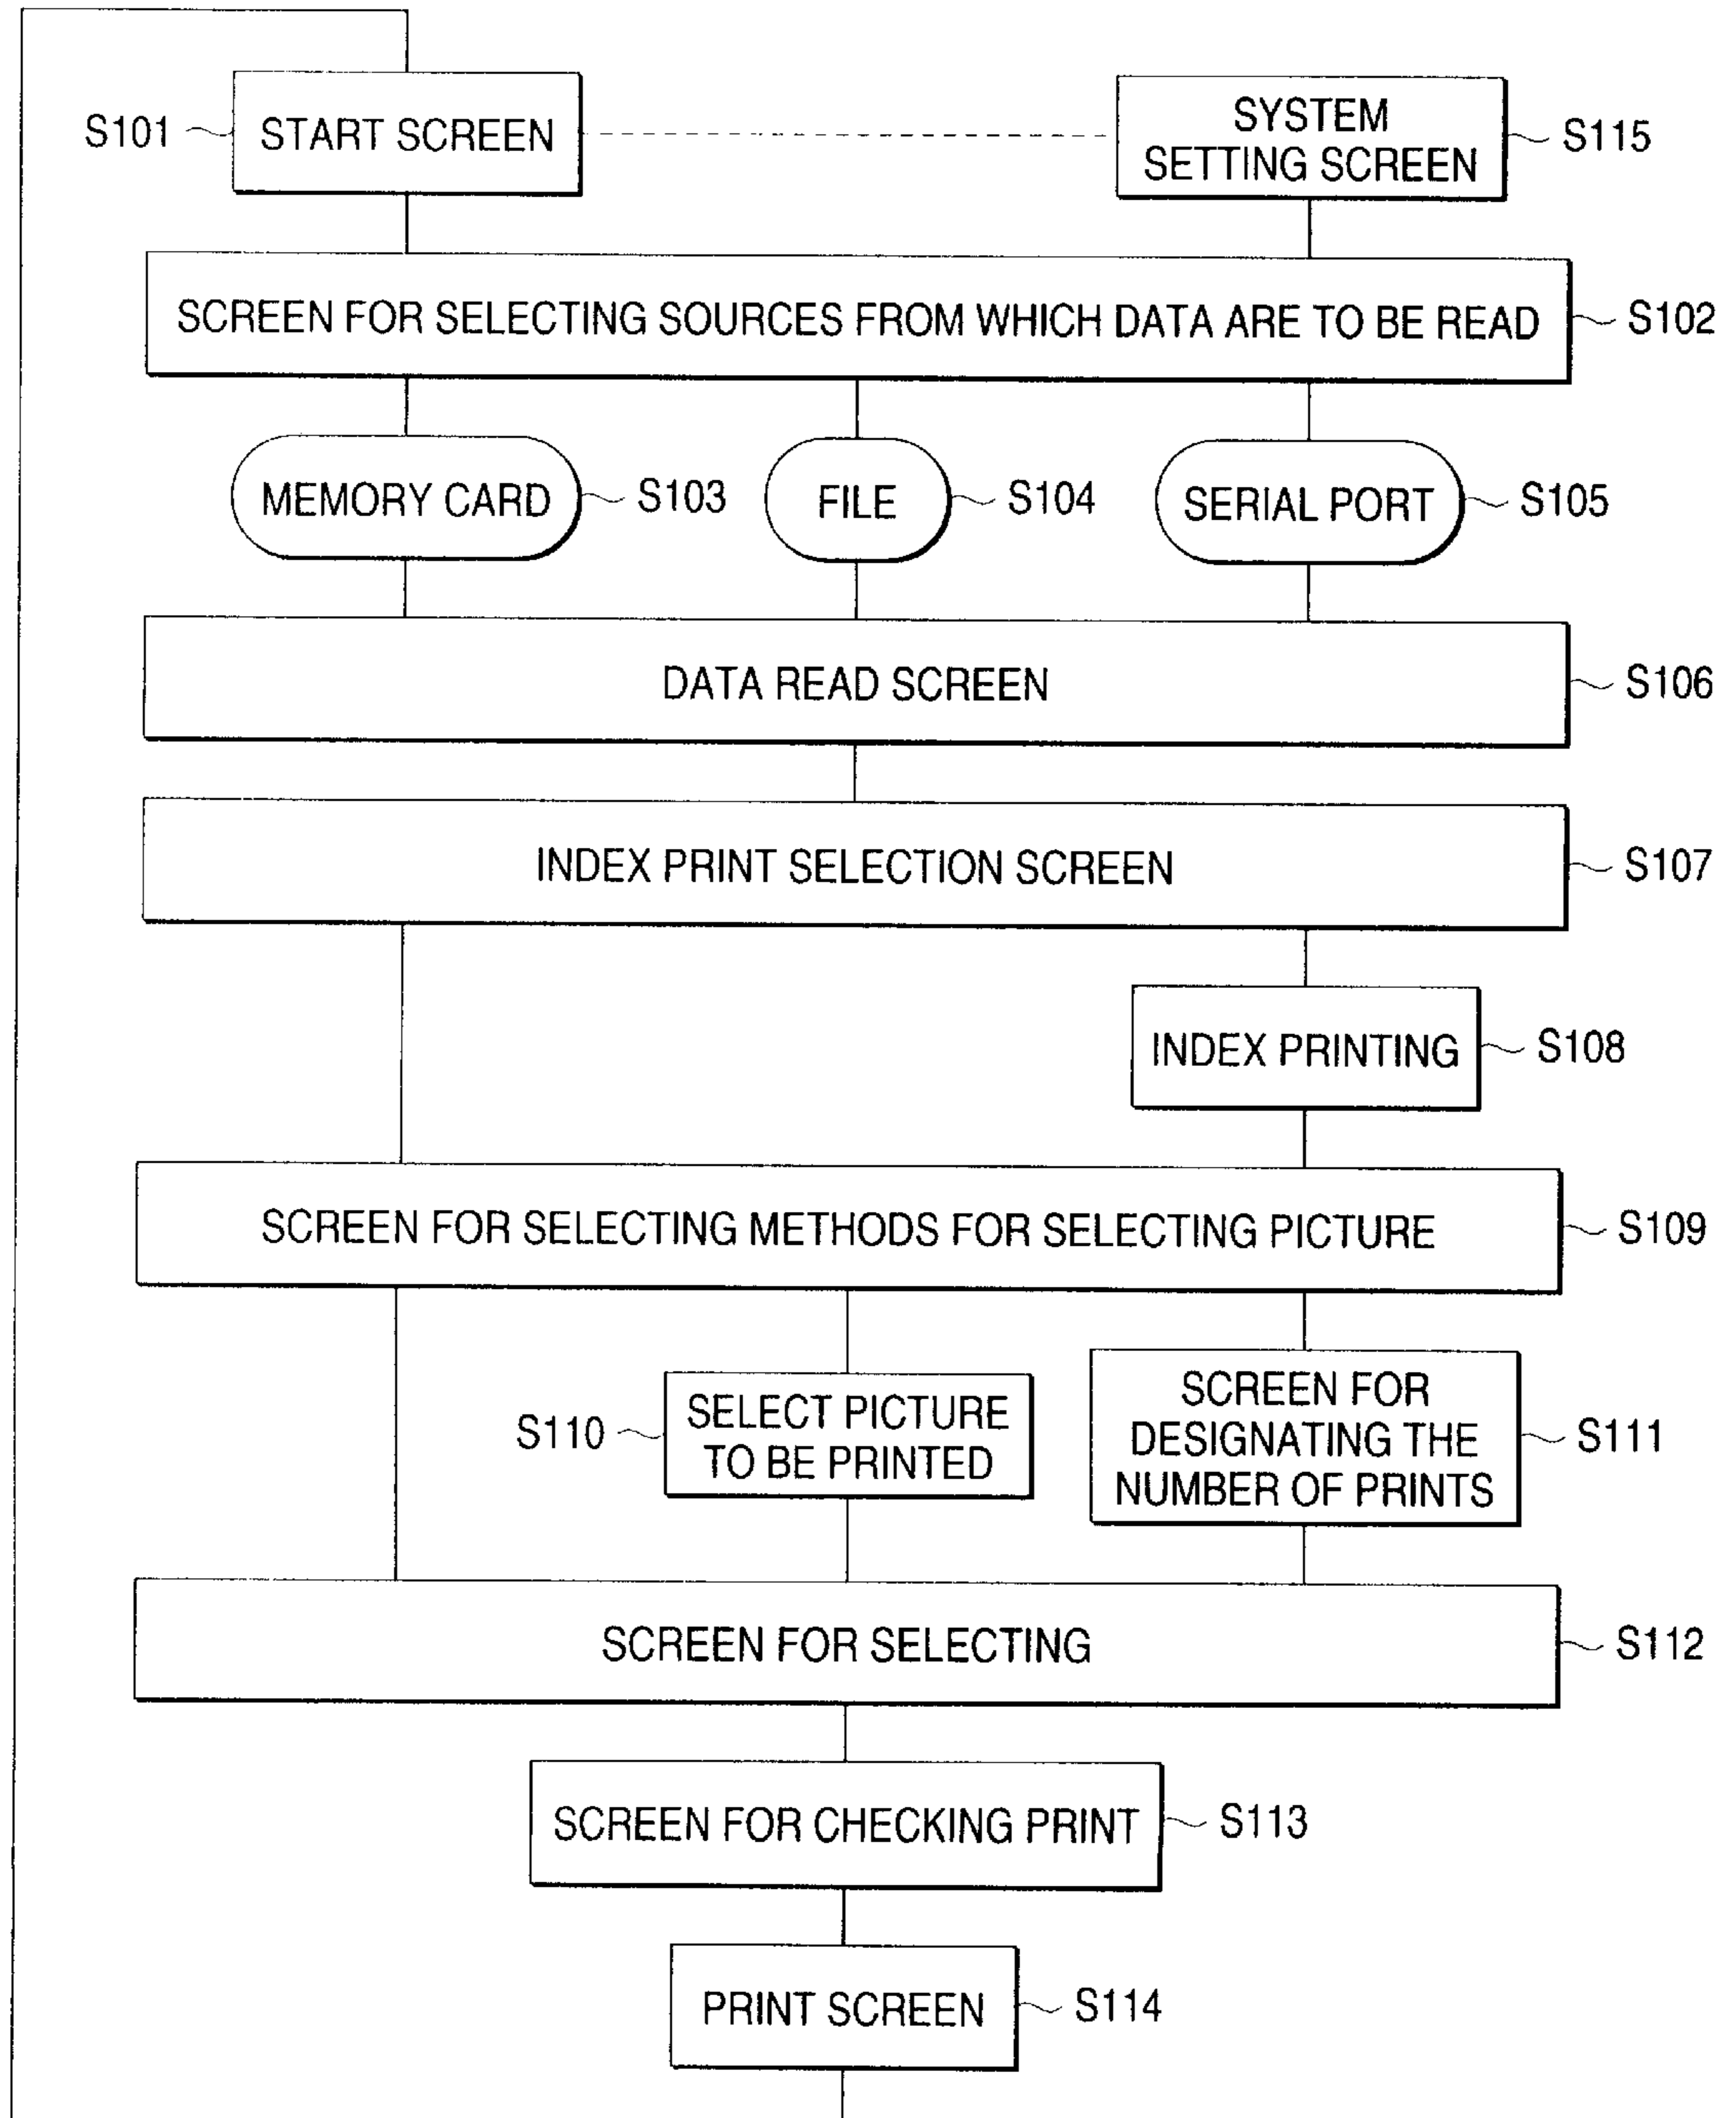 S101
START SCREEN
SYSTEM
SETTING SCREEN
S115
SCREEN FOR SELECTING SOURCES FROM WHICH DATA ARE TO BE READ
S102
MEMORY CARD
S103
FILE
S104
SERIAL PORT
S105
DATA READ SCREEN
S106
INDEX PRINT SELECTION SCREEN
S107
INDEX PRINTING
S108
SCREEN FOR SELECTING METHODS FOR SELECTING PICTURE
S109
S110
SELECT PICTURE
TO BE PRINTED
SCREEN FOR
DESIGNATING THE
NUMBER OF PRINTS
S111
SCREEN FOR SELECTING
S112
SCREEN FOR CHECKING PRINT
S113
PRINT SCREEN
S114